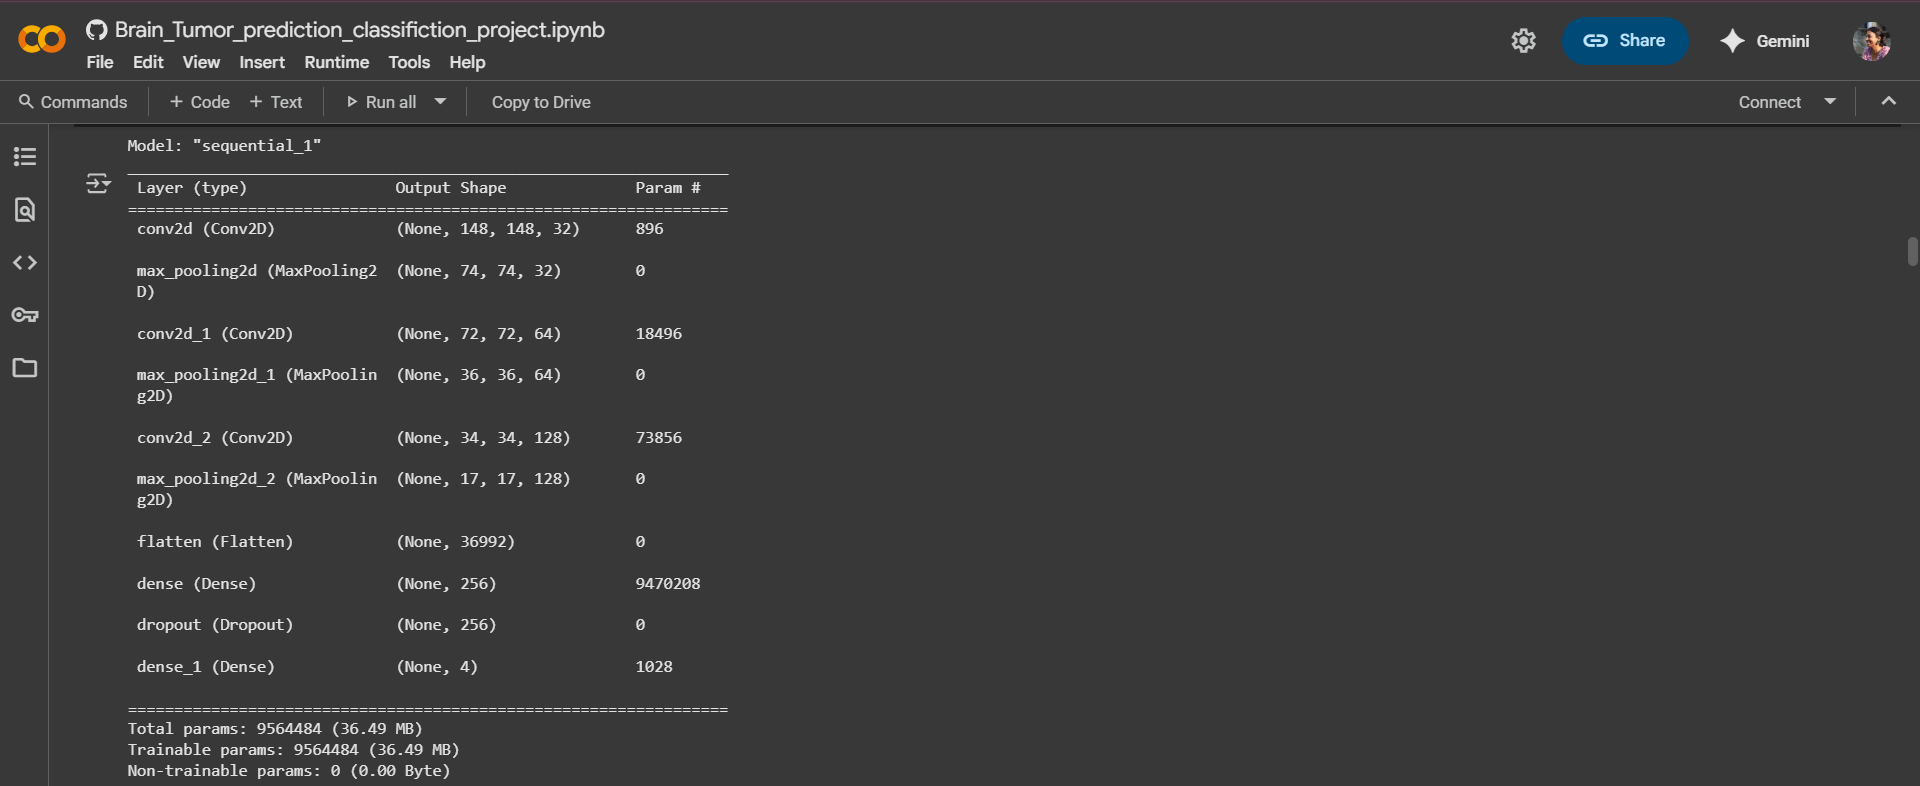 Brain_Tumor_prediction_classifiction_project.ipynb
Share
Gemini
File Edit View Insert Runtime Tools Help
Commands + Code + Text Run all Copy to Drive Connect
Model: "sequential_1"
Layer (type) Output Shape Param #
=================================================================
conv2d (Conv2D) (None, 148, 148, 32) 896
max_pooling2d (MaxPooling2 (None, 74, 74, 32) 0
D)
conv2d_1 (Conv2D) (None, 72, 72, 64) 18496
max_pooling2d_1 (MaxPoolin (None, 36, 36, 64) 0
g2D)
conv2d_2 (Conv2D) (None, 34, 34, 128) 73856
max_pooling2d_2 (MaxPoolin (None, 17, 17, 128) 0
g2D)
flatten (Flatten) (None, 36992) 0
dense (Dense) (None, 256) 9470208
dropout (Dropout) (None, 256) 0
dense_1 (Dense) (None, 4) 1028
=================================================================
Total params: 9564484 (36.49 MB)
Trainable params: 9564484 (36.49 MB)
Non-trainable params: 0 (0.00 Byte)